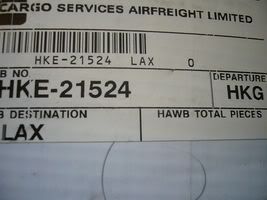 CARGO SERVICES AIRFREIGHT LIMITED
HKE-21524 LAX 0
B NO
DEPARTURE
HKE-21524
HKG
B DESTINATION
HAWB TOTAL PIECES
LAX